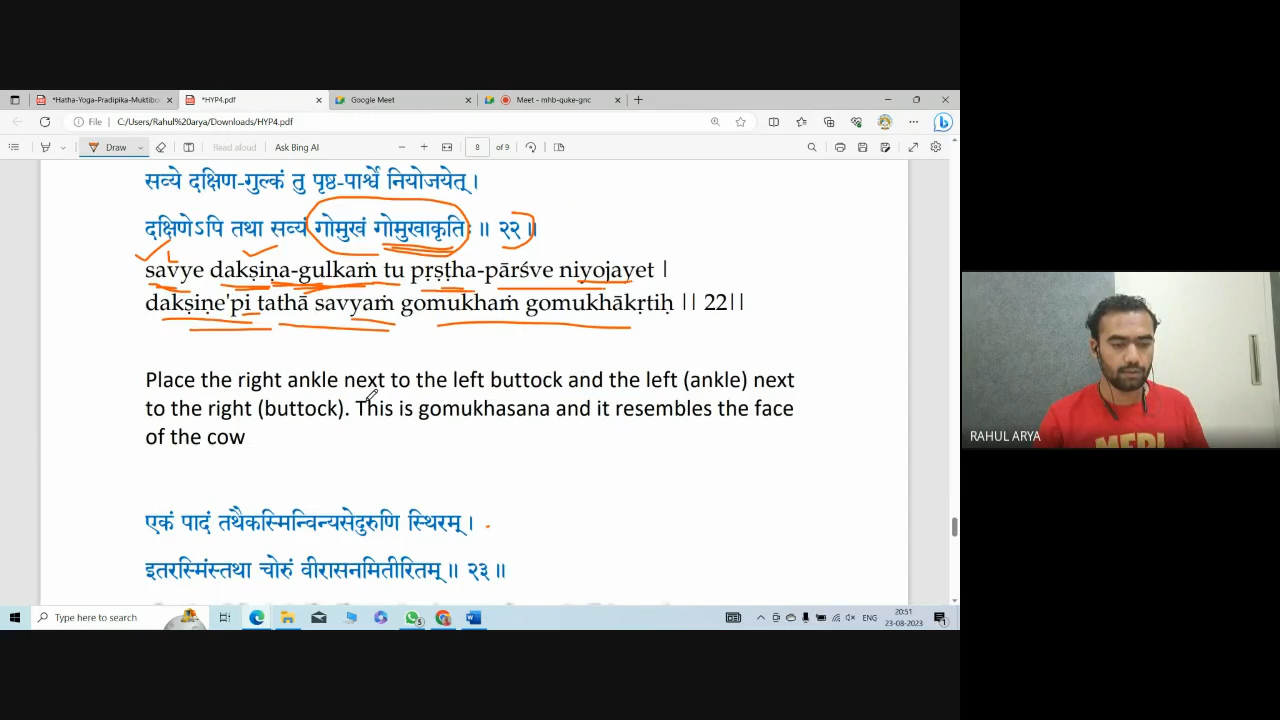 *Hatha-Yoga-Pradipika-Muktibo
*HYP4.pdf
Google Meet
Meet - mhb-quke-gnc
File
C:/Users/Rahul%20arya/Downloads/HYP4.pdf
Draw
Read aloud
Ask Bing AI
8
of 9
सव्ये दक्षिण-गुल्कं तु पृष्ठ-पार्श्वे नियोजयेत् ।
दक्षिणेऽपि तथा सव्यं गोमुखं गोमुखाकृतिः ॥ २२ ॥
savye dakṣiṇa-gulkaṁ tu pṛṣṭha-pārśve niyojayet |
dakṣiṇe'pi tathā savyaṁ gomukhaṁ gomukhākṛtiḥ || 22||
Place the right ankle next to the left buttock and the left (ankle) next
to the right (buttock). This is gomukhasana and it resembles the face
of the cow
एकं पादं तथैकस्मिन्विन्यसेदुरुणि स्थिरम् ।
इतरस्मिंस्तथा चोरुं वीरासनमितीरितम् ॥ २३ ॥
RAHUL ARYA
Type here to search
5
ENG
20:51
23-08-2023
1